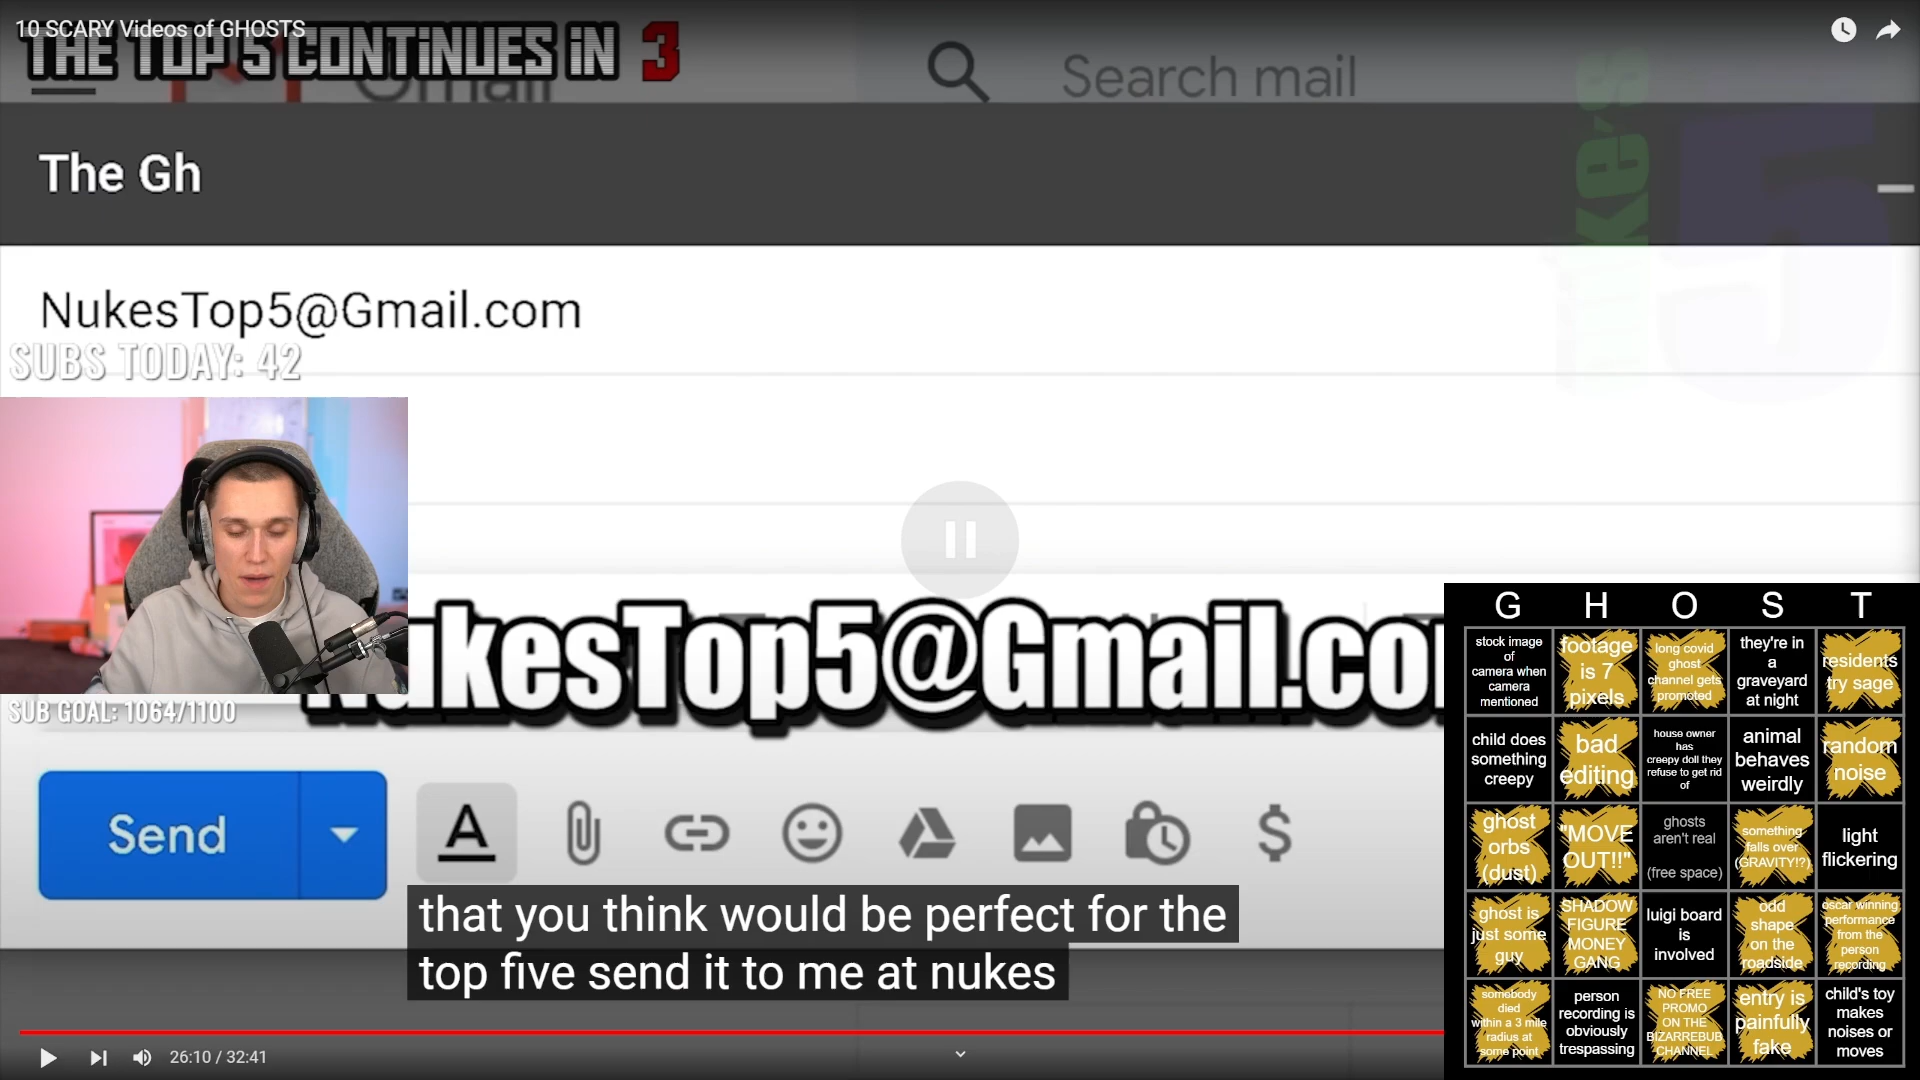 10 SCARY Videos of GHOSTS
THE TOP 5 CONTINUES IN 3
Gmail
Search mail
The Gh
NukesTop5@Gmail.com
SUBS TODAY: 42
ke's
5
NukesTop5@Gmail.co
SUB GOAL: 1064/1100
Send
A
$
that you think would be perfect for the
top five send it to me at nukes
26:10 / 32:41
G H O S T
stock image
of
camera when
camera
mentioned
footage
is 7
pixels
long covid
ghost
channel gets
promoted
they're in
a
graveyard
at night
residents
try sage
child does
something
creepy
bad
editing
house owner
has
creepy doll they
refuse to get rid
of
animal
behaves
weirdly
random
noise
ghost
orbs
(dust)
"MOVE
OUT!!"
ghosts
aren't real
(free space)
something
falls over
(GRAVITY!?)
light
flickering
ghost is
just some
guy
SHADOW
FIGURE
MONEY
GANG
luigi board
is
involved
odd
shape
on the
roadside
oscar winning
performance
from the
person
recording
somebody
died
within a 3 mile
radius at
some point
person
recording is
obviously
trespassing
NO FREE
PROMO
ON THE
BIZARREBUB
CHANNEL
entry is
painfully
fake
child's toy
makes
noises or
moves